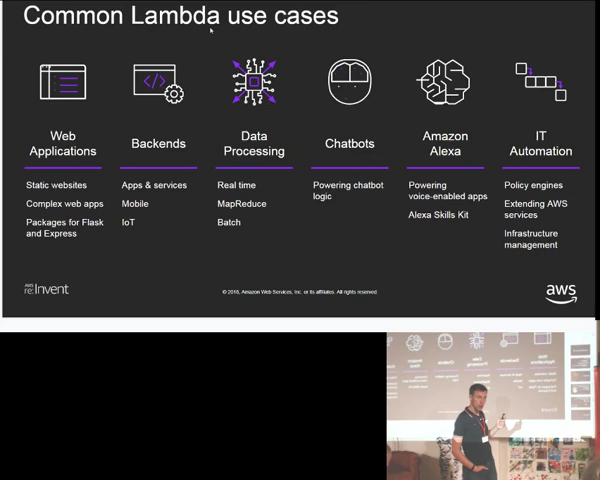 Common Lambda use cases
Web
Applications
Static websites
Complex web apps
Packages for Flask
and Express
Backends
Apps & services
Mobile
IoT
Data
Processing
Real time
MapReduce
Batch
Chatbots
Powering chatbot
logic
Amazon
Alexa
Powering
voice-enabled apps
Alexa Skills Kit
IT
Automation
Policy engines
Extending AWS
services
Infrastructure
management
AWS
re:Invent
© 2018, Amazon Web Services, Inc. or its affiliates. All rights reserved.
aws